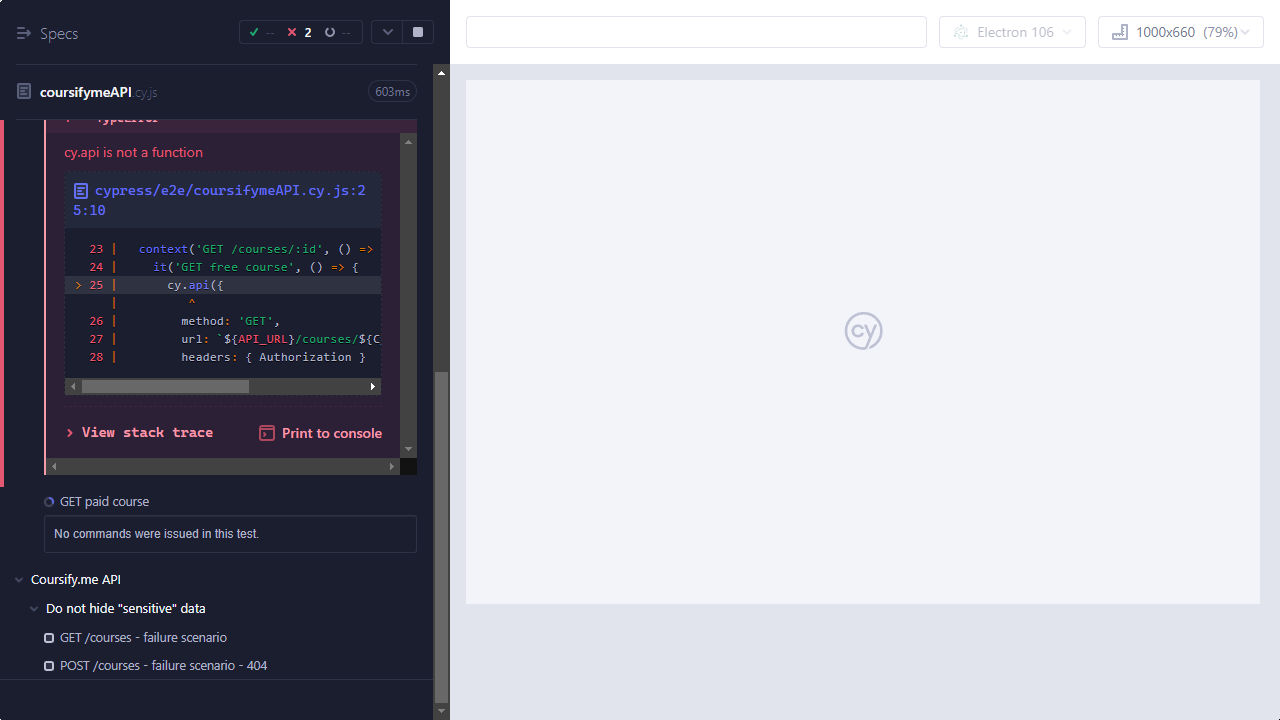 Specs
-- 2 --
Electron 106
1000x660 (79%)
coursifymeAPI.cy.js
603ms
TypeError
cy.api is not a function
cypress/e2e/coursifymeAPI.cy.js:2
5:10
23 | context('GET /courses/:id', () =>
24 | it('GET free course', () => {
> 25 | cy.api({
| ^
26 | method: 'GET',
27 | url: `${API_URL}/courses/${C
28 | headers: { Authorization }
View stack trace
Print to console
GET paid course
No commands were issued in this test.
Coursify.me API
Do not hide "sensitive" data
GET /courses - failure scenario
POST /courses - failure scenario - 404
cy